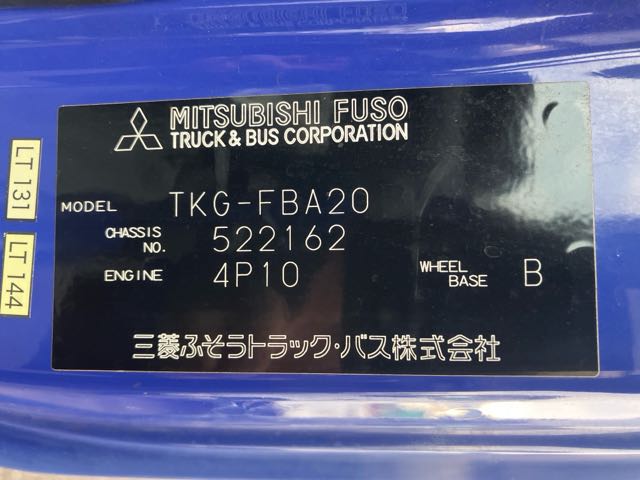 MITSUBISHI FUSO
TRUCK & BUS CORPORATION
MODEL TKG-FBA20
CHASSIS NO. 522162
ENGINE 4P10
WHEEL BASE B
三菱ふそうトラック・バス株式会社
LT 131
LT 144